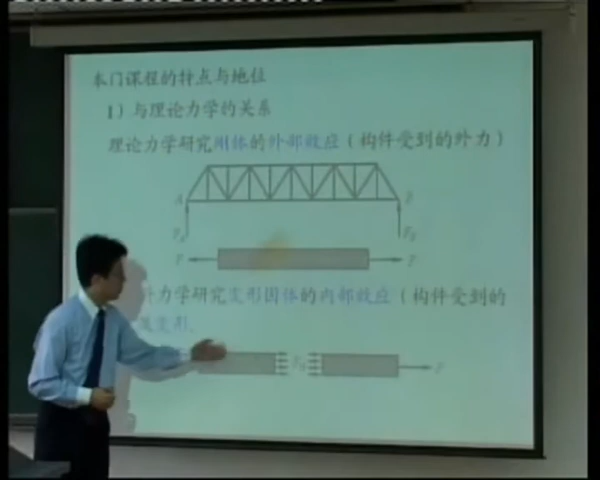 本门课程的特点与地位
1) 与理论力学的关系
理论力学研究刚体的外部效应(构件受到的外力)
A
F
F
力学研究变形固体的内部效应(构件受到的
变形.
F